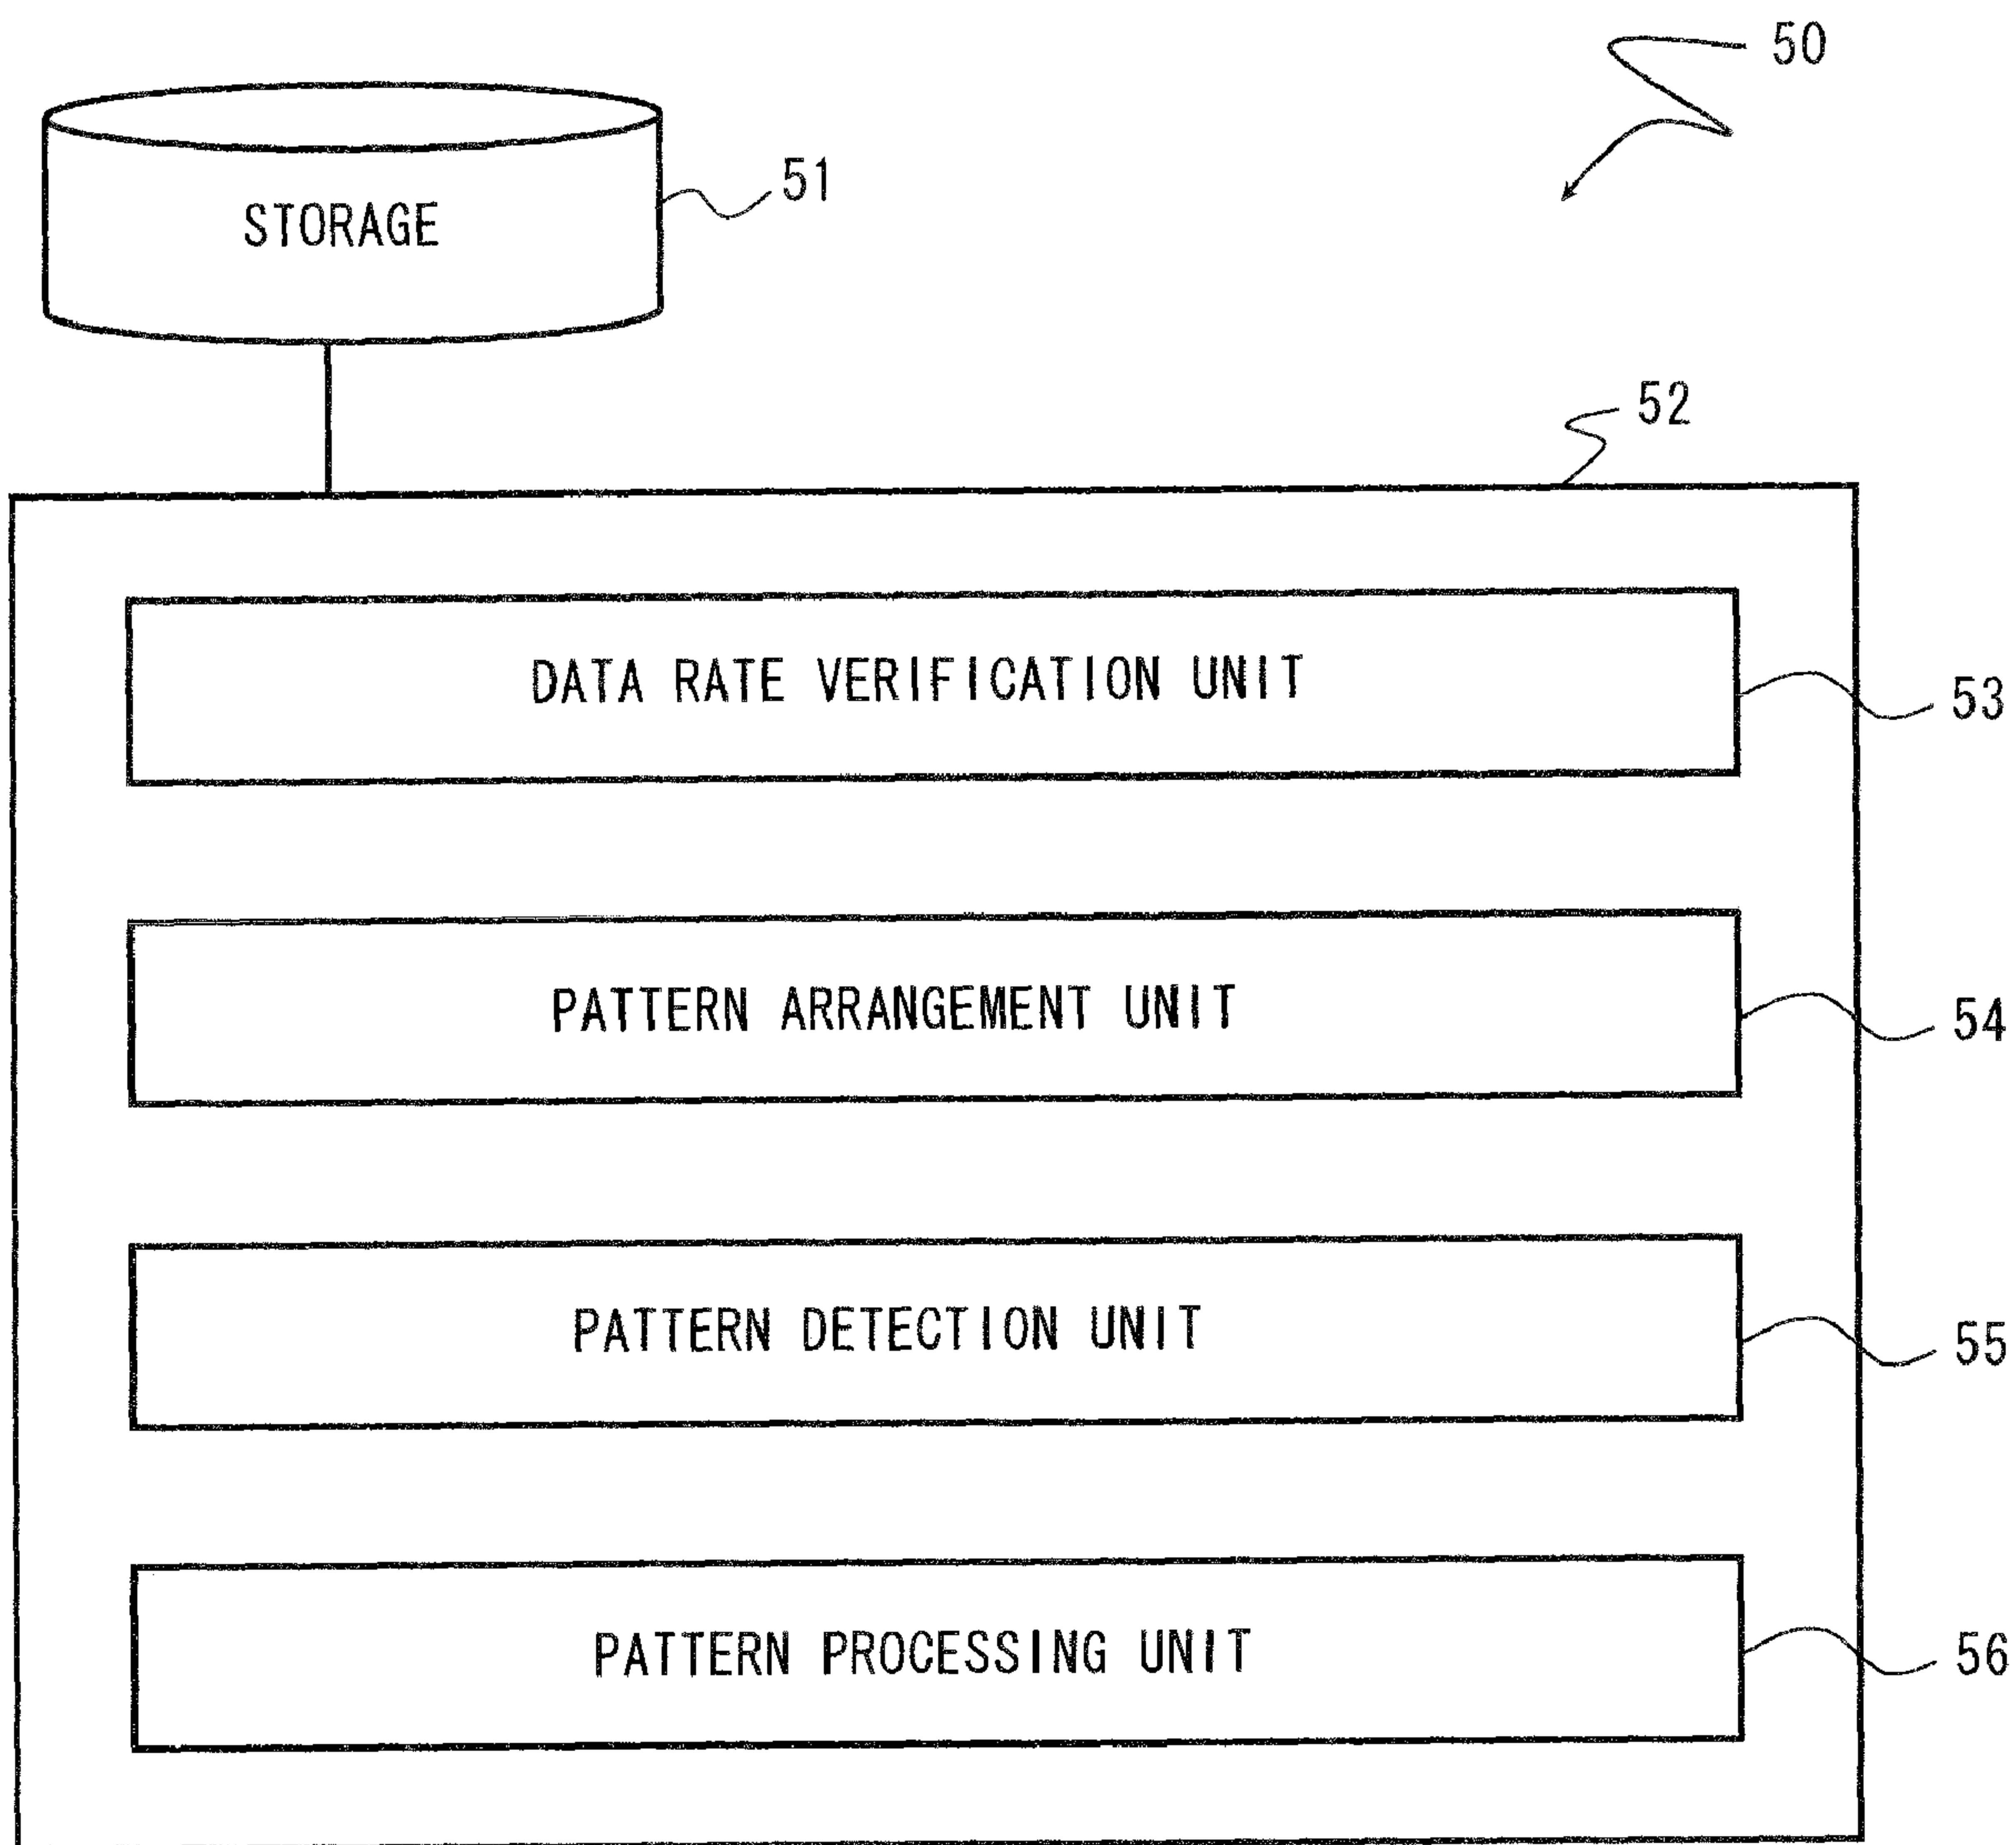 50
STORAGE
51
52
DATA RATE VERIFICATION UNIT
53
PATTERN ARRANGEMENT UNIT
54
PATTERN DETECTION UNIT
55
PATTERN PROCESSING UNIT
56